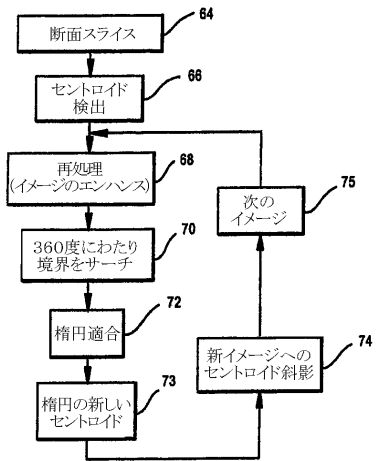 断面スライス
64
セントロイド
検出
66
再処理
(イメージのエンハンス)
68
360度にわたり
境界をサーチ
70
楕円適合
72
楕円の新しい
セントロイド
73
新イメージへの
セントロイド斜影
74
次の
イメージ
75